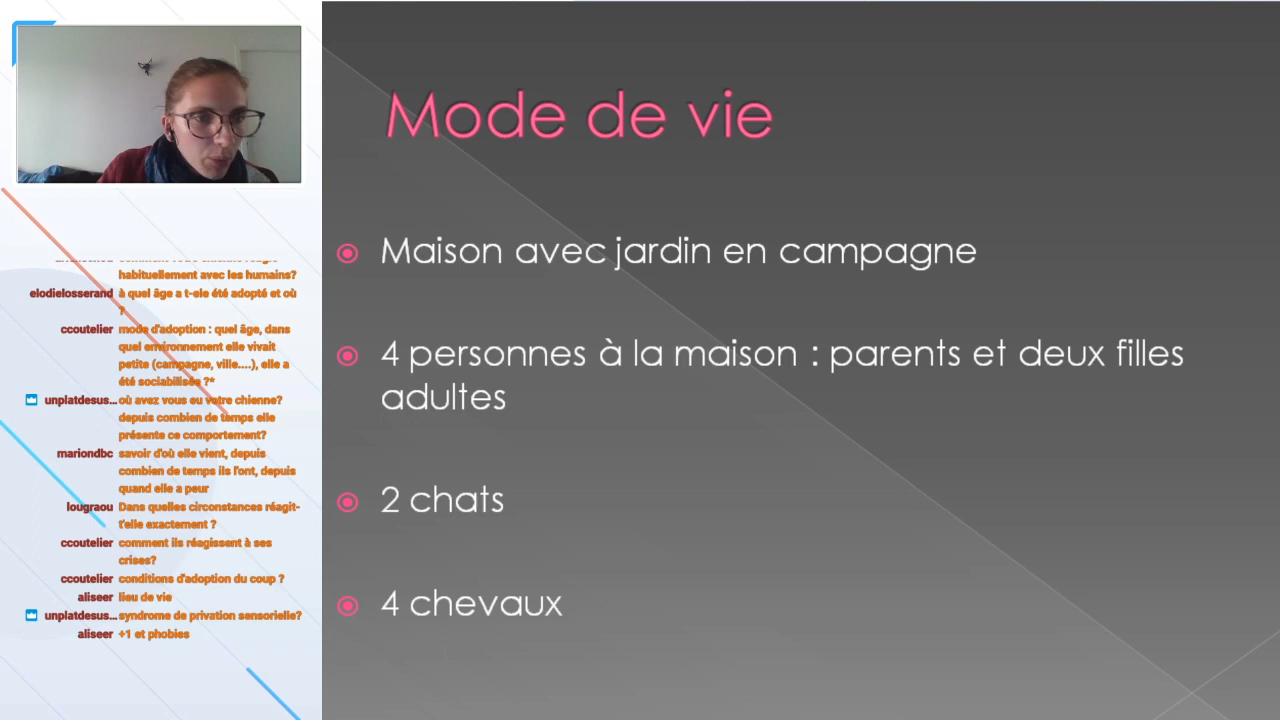 Mode de vie
Maison avec jardin en campagne
4 personnes à la maison : parents et deux filles
adultes
2 chats
4 chevaux
habituellement avec les humains?
elodielosserand à quel âge a t-ele été adopté et où
?
ccoutelier mode d'adoption : quel âge, dans
quel environnement elle vivait
petite (campagne, ville....), elle a
été sociabilisée ?*
unplatdesus... où avez vous eu votre chienne?
depuis combien de temps elle
présente ce comportement?
mariondbc savoir d'où elle vient, depuis
combien de temps ils l'ont, depuis
quand elle a peur
lougraou Dans quelles circonstances réagit-
t'elle exactement ?
ccoutelier comment ils réagissent à ses
crises?
ccoutelier conditions d'adoption du coup ?
aliseer lieu de vie
unplatdesus... syndrome de privation sensorielle?
aliseer +1 et phobies